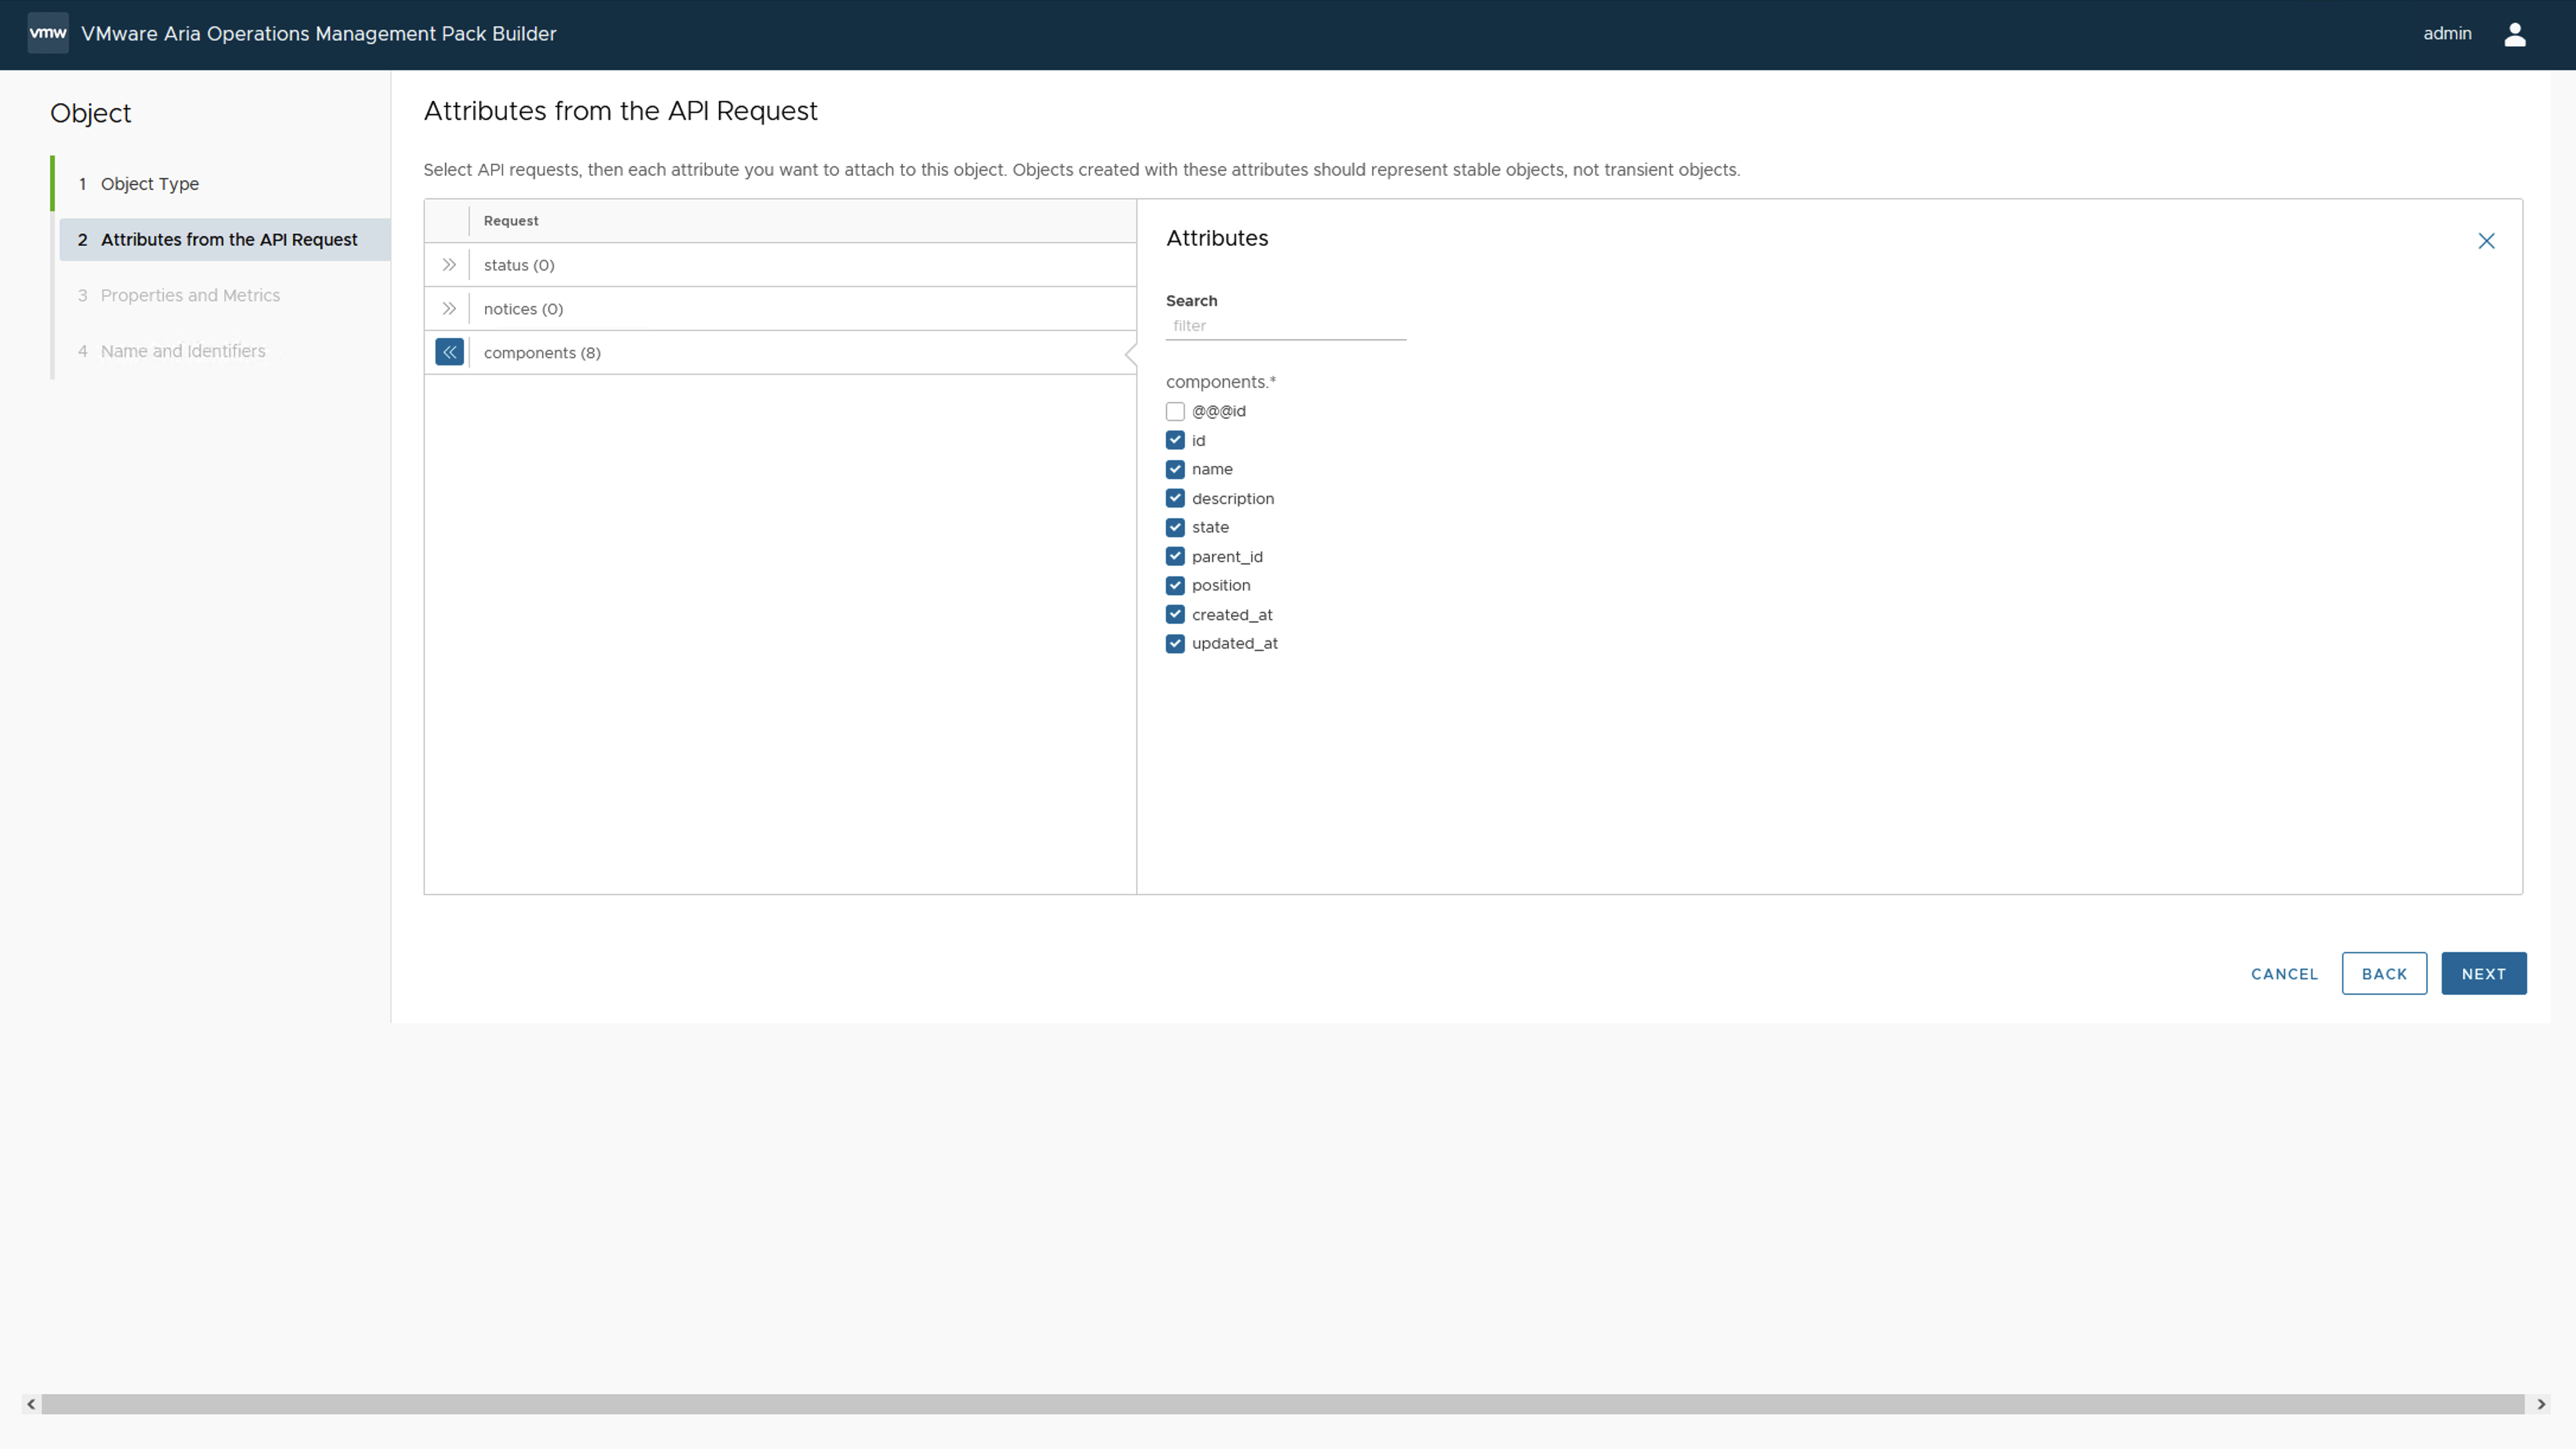 vmw VMware Aria Operations Management Pack Builder
admin
Object
1 Object Type
2 Attributes from the API Request
3 Properties and Metrics
4 Name and Identifiers
Attributes from the API Request
Select API requests, then each attribute you want to attach to this object. Objects created with these attributes should represent stable objects, not transient objects.
Request
status (0)
notices (0)
components (8)
Attributes
Search
filter
components.*
@@@id
id
name
description
state
parent_id
position
created_at
updated_at
CANCEL
BACK
NEXT